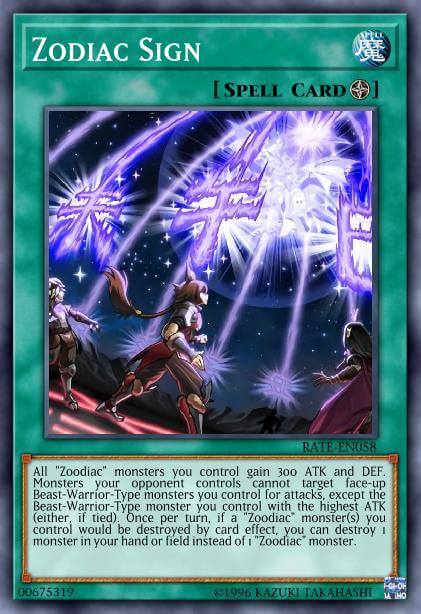 Zodiac Sign
SPELL
魔
[Spell Card]
RATE-EN058
All "Zoodiac" monsters you control gain 300 ATK and DEF.
Monsters your opponent controls cannot target face-up
Beast-Warrior-Type monsters you control for attacks, except the
Beast-Warrior-Type monster you control with the highest ATK
(either, if tied). Once per turn, if a "Zoodiac" monster(s) you
control would be destroyed by card effect, you can destroy 1
monster in your hand or field instead of 1 "Zoodiac" monster.
00675319
©1996 KAZUKI TAKAHASHI